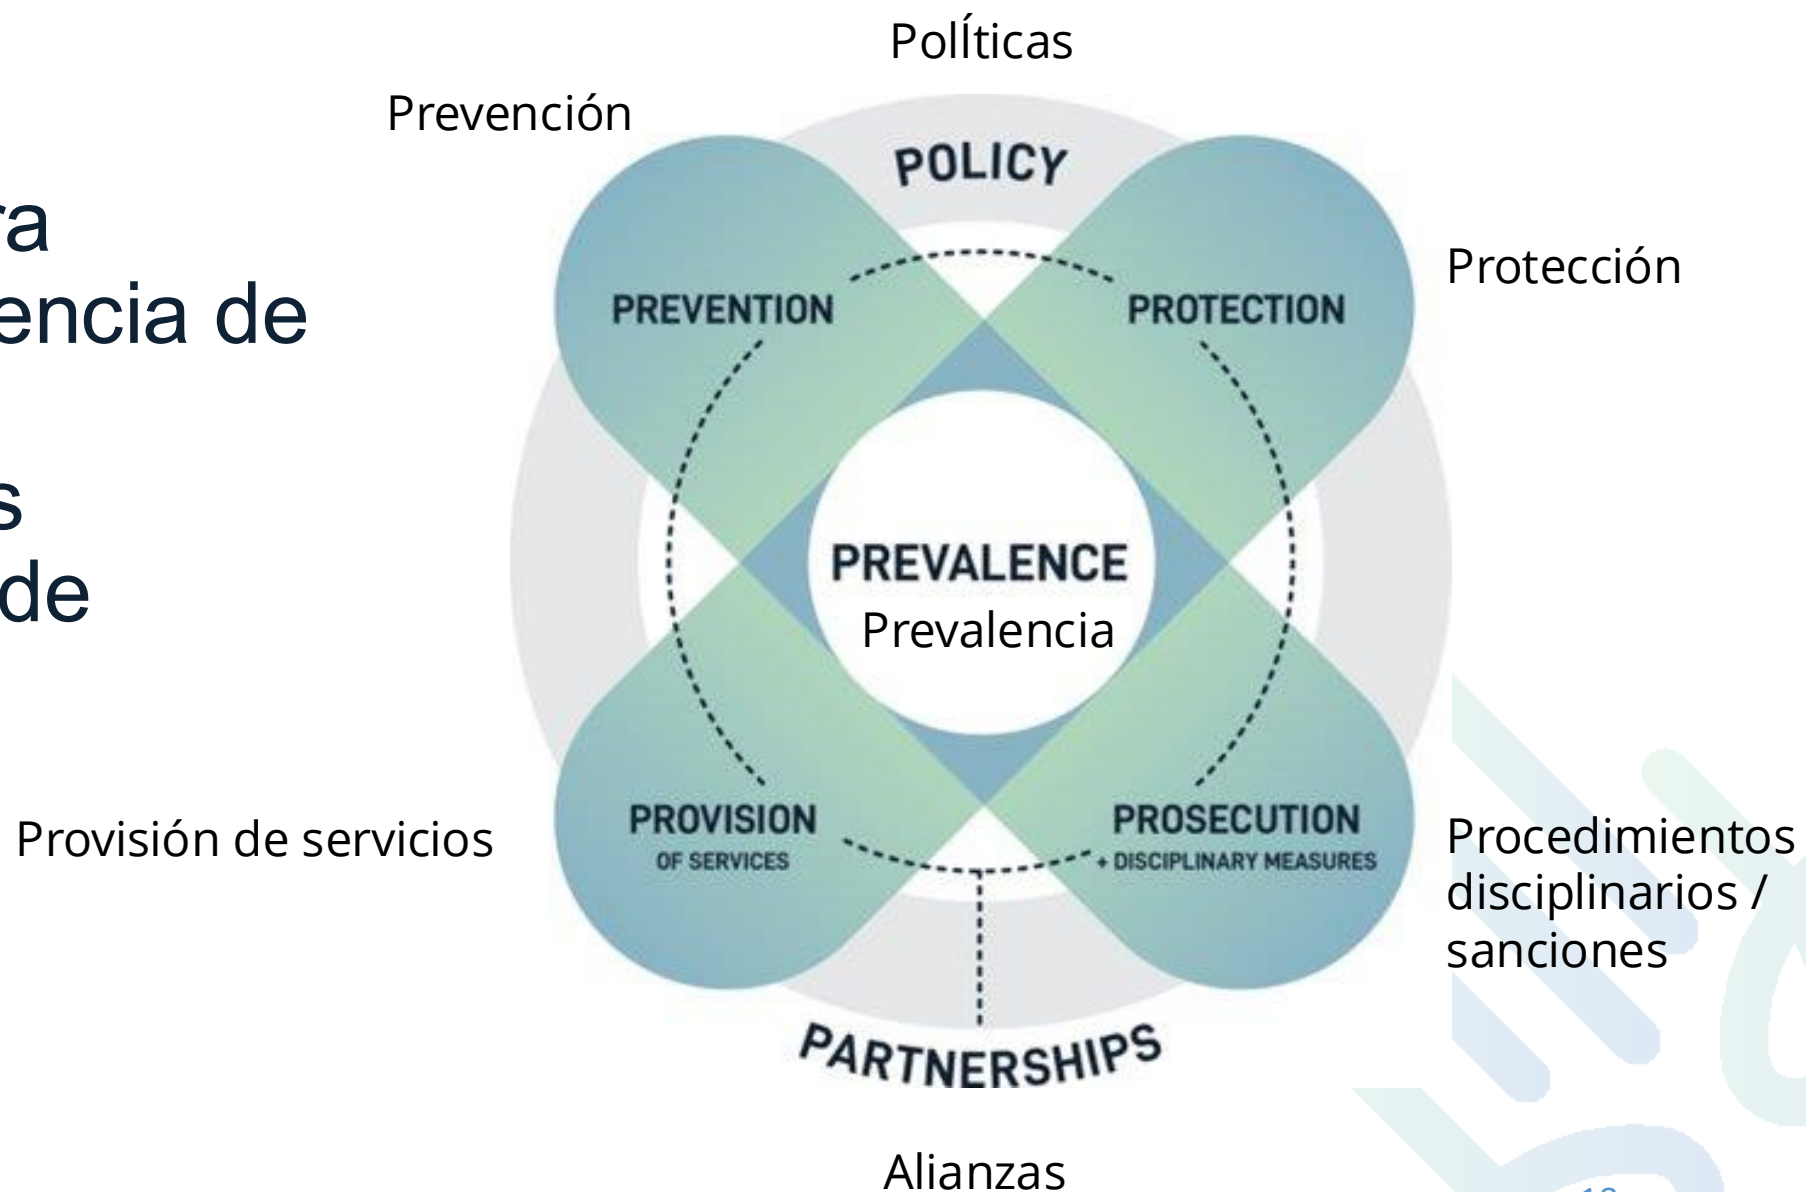 PolÍticas
Prevención
POLICY
ra
encia de
Protección
PREVENTION
PROTECTION
s
de
PREVALENCE
Prevalencia
Provisión de servicios
PROVISION
OF SERVICES
PROSECUTION
+ DISCIPLINARY MEASURES
Procedimientos
disciplinarios /
sanciones
PARTNERSHIPS
Alianzas